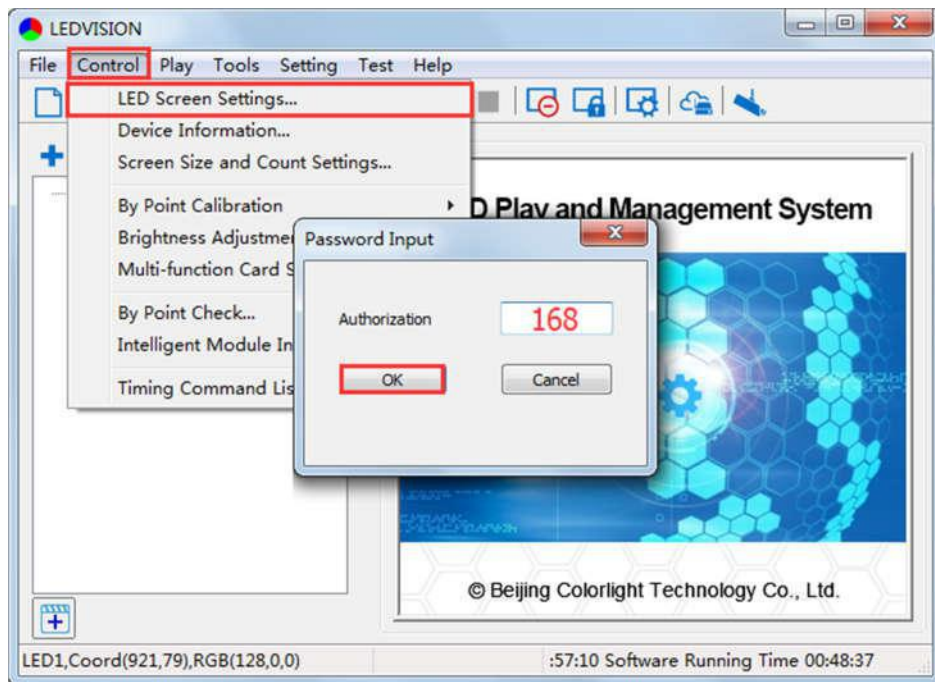 LEDVISION
File Control Play Tools Setting Test Help
LED Screen Settings...
Device Information...
Screen Size and Count Settings...
By Point Calibration
Brightness
Multi-function Card
By Point Check...
Intelligent Module
Timing Command
D Play and Management System
Password Input
Authorization 168
OK Cancel
© Beijing Colorlight Technology Co., Ltd.
LED1,Coord(921,79),RGB(128,0,0) :57:10 Software Running Time 00:48:37